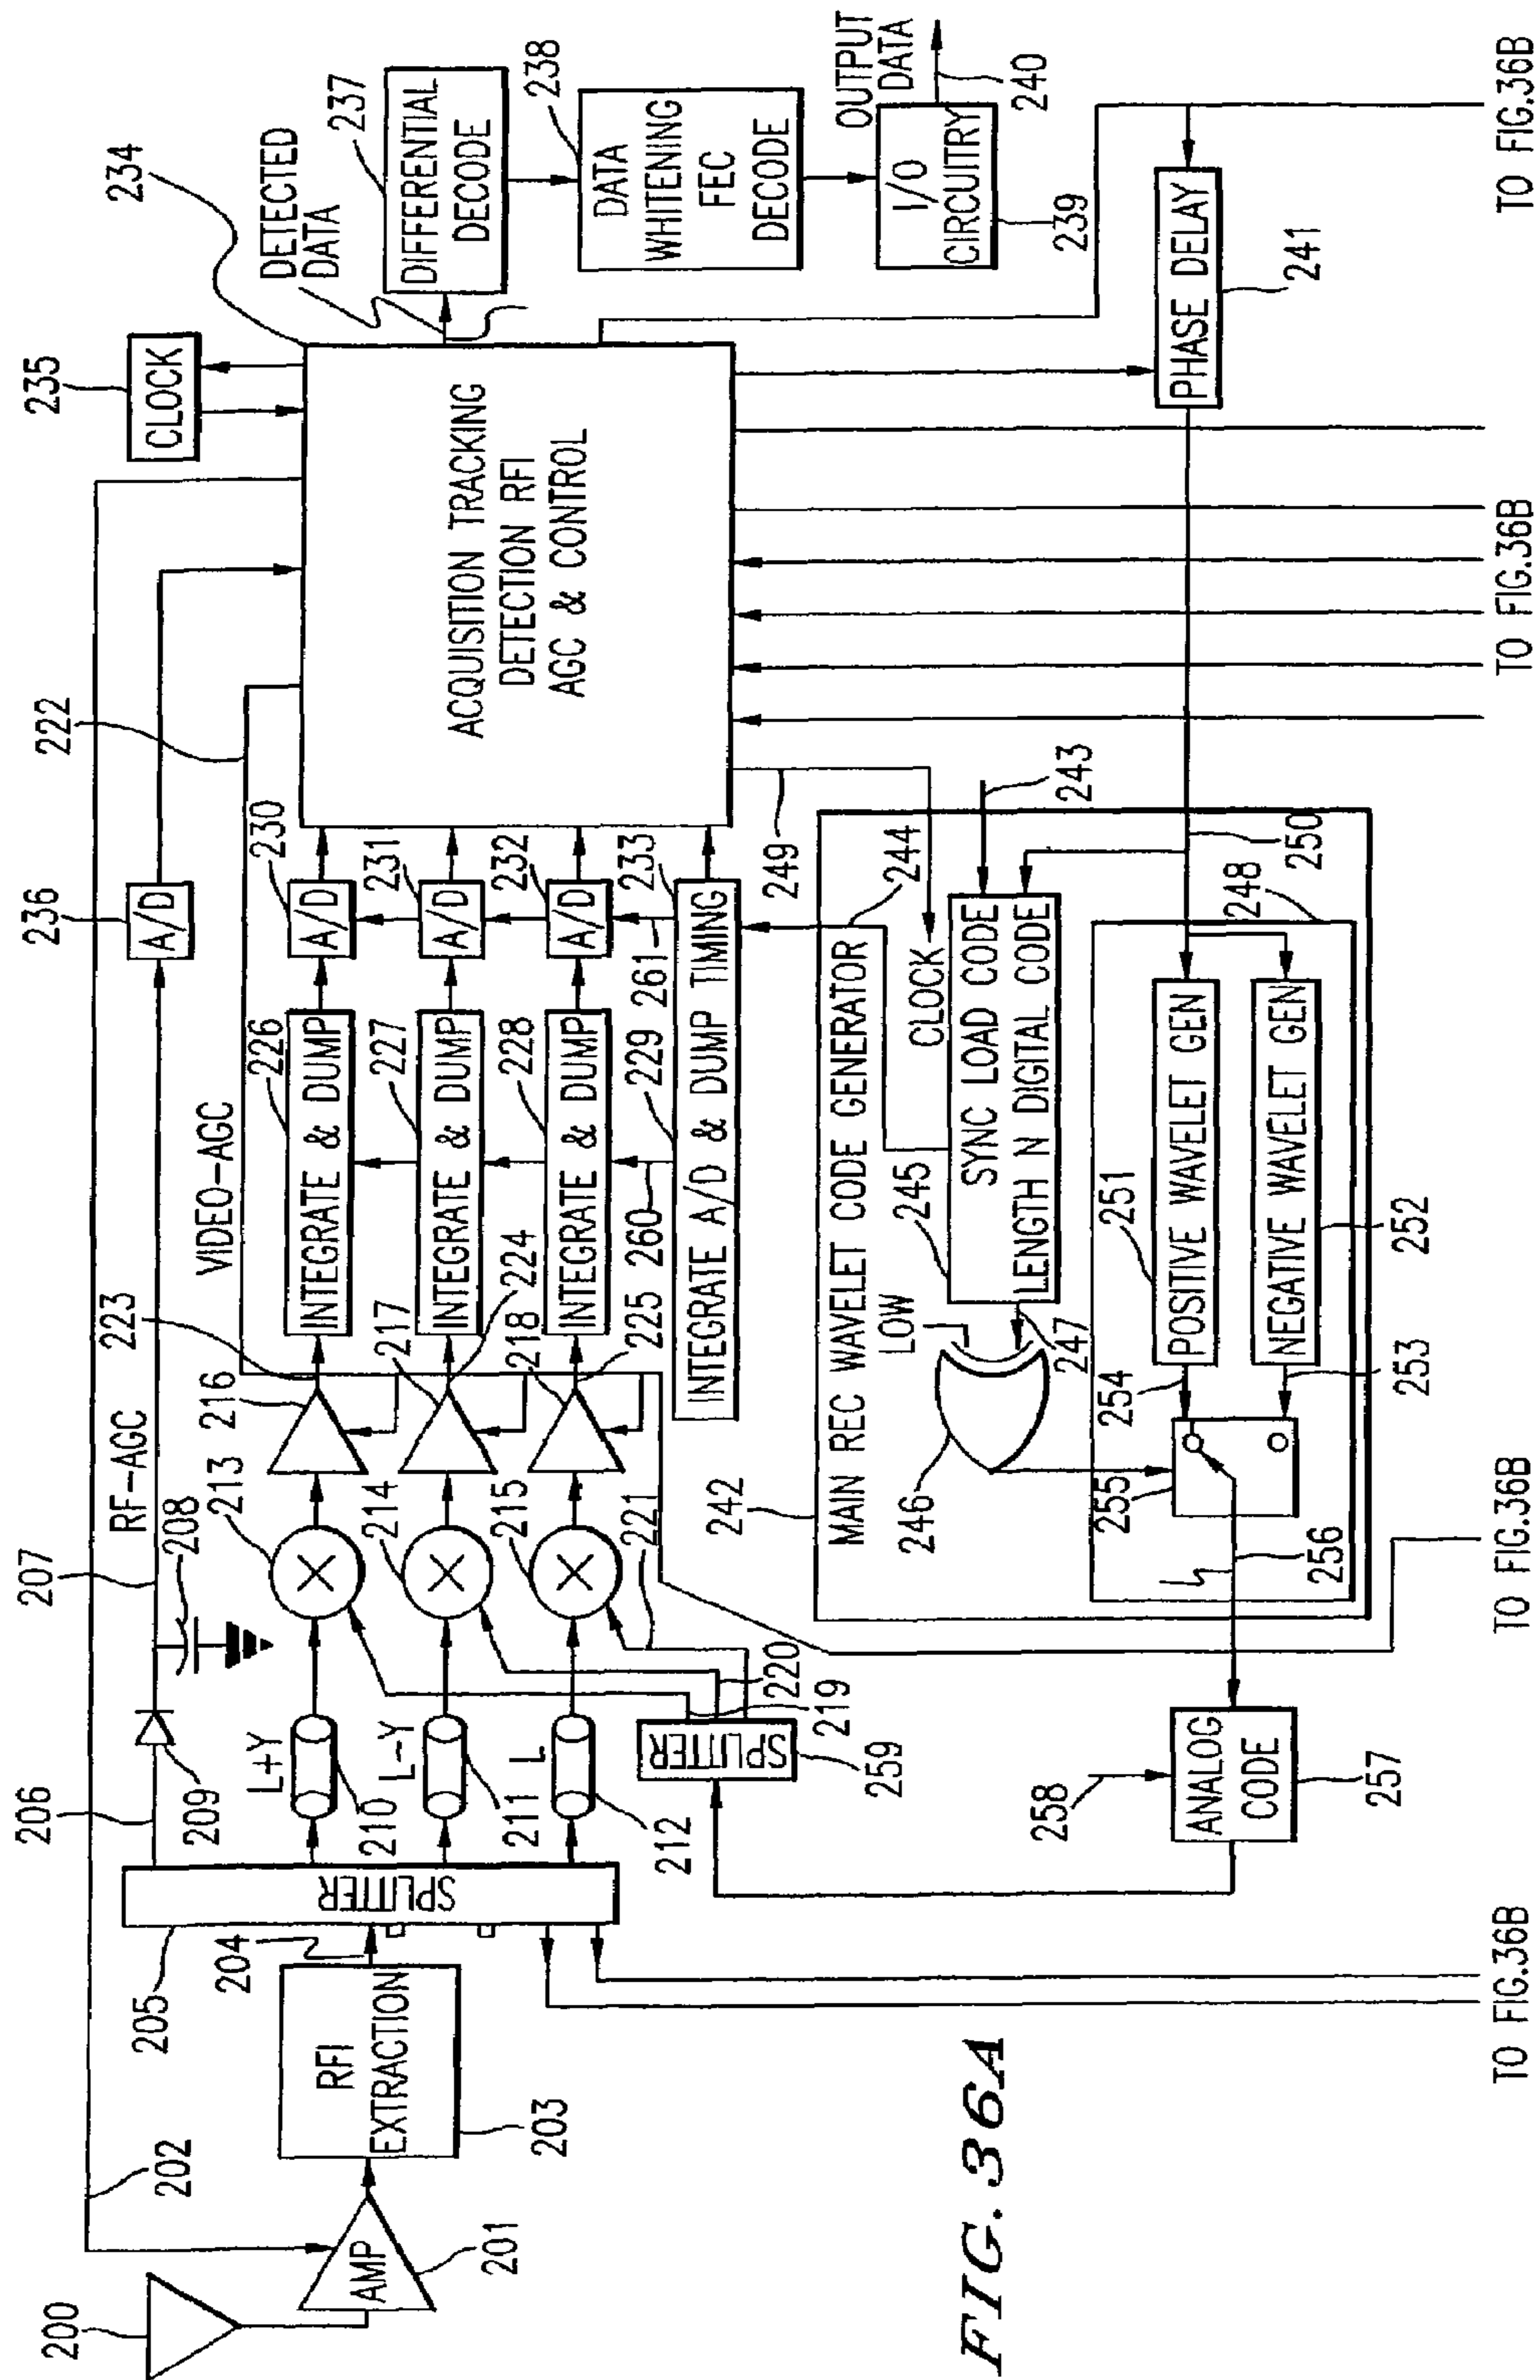 200
AMP
201
202
RFI
EXTRACTION
203
204
205
SPLITTER
206
209
207
208
RF-AGC
L+Y
210
L-Y
211
L
212
213
214
215
216
217
218
219
220
221
SPLITTER
259
223
224
225
VIDEO-AGC
222
INTEGRATE & DUMP
226
INTEGRATE & DUMP
227
INTEGRATE & DUMP
228
229
260
INTEGRATE A/D & DUMP TIMING
233
261
A/D
230
A/D
231
A/D
232
A/D
236
ACQUISITION TRACKING
DETECTION RFI
AGC & CONTROL
234
CLOCK
235
DETECTED
DATA
DIFFERENTIAL
DECODE
237
DATA
WHITENING
FEC
DECODE
238
I/O
CIRCUITRY
239
OUTPUT
DATA
240
PHASE DELAY
241
242
MAIN REC WAVELET CODE GENERATOR
CLOCK
249
243
244
SYNC LOAD CODE
LENGTH N DIGITAL CODE
245
LOW
246
247
248
250
POSITIVE WAVELET GEN
251
NEGATIVE WAVELET GEN
252
253
254
255
256
ANALOG
CODE
257
258
TO FIG.36B
TO FIG.36B
TO FIG.36B
TO FIG.36B
FIG. 36A